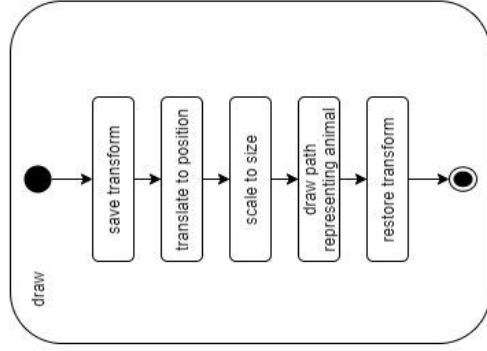 draw
save transform
translate to position
scale to size
draw path
representing animal
restore transform